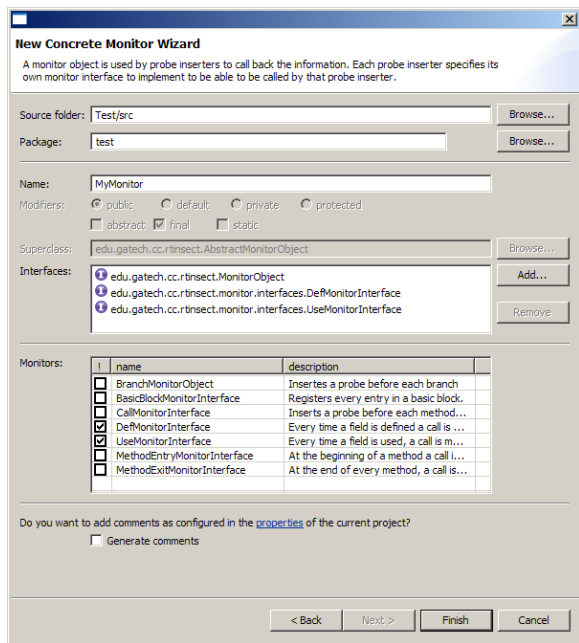 New Concrete Monitor Wizard
A monitor object is used by probe inserters to call back the information. Each probe inserter specifies its
own monitor interface to implement to be able to be called by that probe inserter.
Source folder: Test/src Browse...
Package: test Browse...
Name: MyMonitor
Modifiers: public default private protected
abstract final static
Superclass: edu.gatech.cc.rtinsect.AbstractMonitorObject Browse...
Interfaces: edu.gatech.cc.rtinsect.MonitorObject Add...
edu.gatech.cc.rtinsect.monitor.interfaces.DefMonitorInterface
edu.gatech.cc.rtinsect.monitor.interfaces.UseMonitorInterface Remove
Monitors: ! name description
BranchMonitorObject Insertes a probe before each branch
BasicBlockMonitorInterface Registers every entry in a basic block.
CallMonitorInterface Inserts a probe before each method...
DefMonitorInterface Every time a field is defined a call is ...
UseMonitorInterface Every time a field is used, a call is m...
MethodEntryMonitorInterface At the beginning of a method a call i...
MethodExitMonitorInterface At the end of every method, a call is...
Do you want to add comments as configured in the properties of the current project?
Generate comments
< Back Next > Finish Cancel